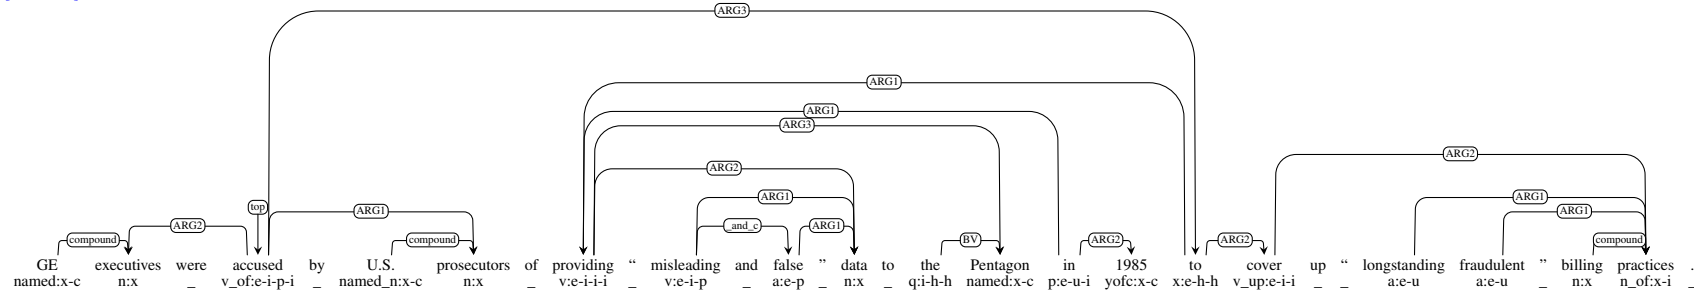 ARG3
ARG1
ARG1
ARG3
ARG2
ARG2
ARG1 ARG1
top ARG1 ARG1
ARG2 _and_c ARG1
compound compound BV ARG2 ARG2 compound
GE executives were accused by U.S. prosecutors of providing “ misleading and false ” data to the Pentagon in 1985 to cover up “ longstanding fraudulent ” billing practices .
named:x-c n:x _ v_of:e-i-p-i _ named_n:x-c n:x _ v:e-i-i-i _ v:e-i-p _ a:e-p _ n:x _ q:i-h-h named:x-c p:e-u-i yofc:x-c x:e-h-h v_up:e-i-i _ _ a:e-u a:e-u _ n:x n_of:x-i _